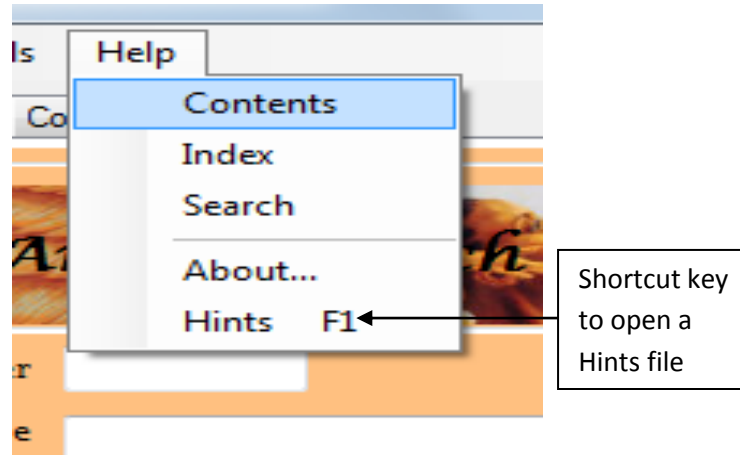 ls Help
Co
Contents
Index
Search
About...
Hints F1
Shortcut key
to open a
Hints file
r
e